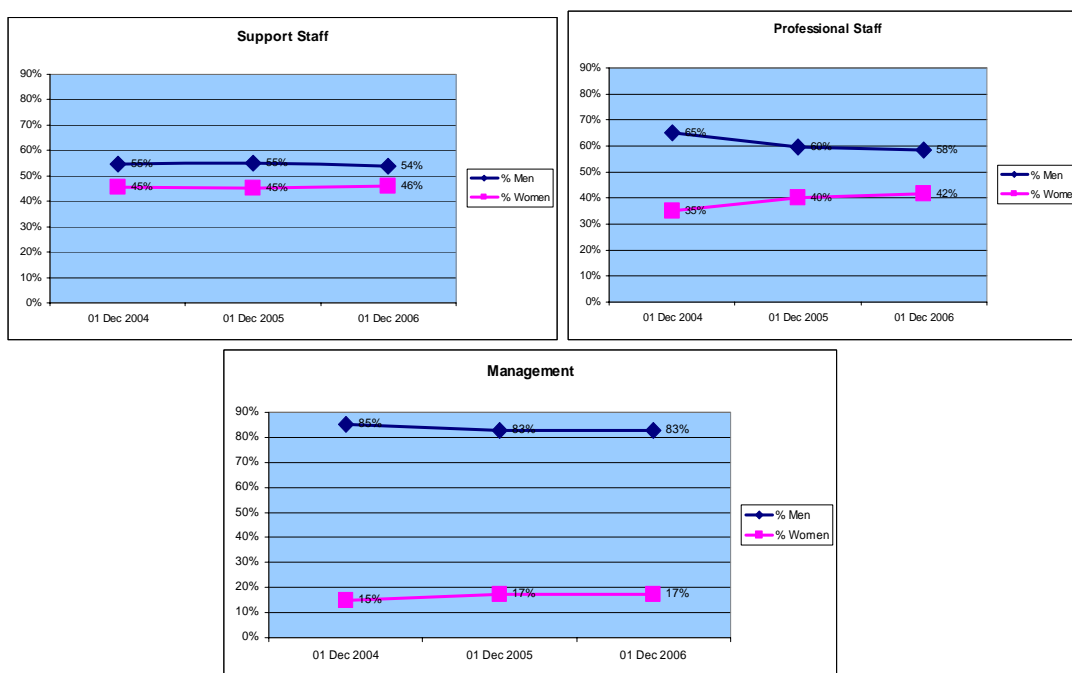 Support Staff
90%
80%
70%
60%
50%
40%
30%
20%
10%
0%
55%
55%
54%
45%
45%
46%
01 Dec 2004
01 Dec 2005
01 Dec 2006
% Men
% Women
Professional Staff
90%
80%
70%
60%
50%
40%
30%
20%
10%
0%
65%
60%
58%
35%
40%
42%
01 Dec 2004
01 Dec 2005
01 Dec 2006
% Men
% Women
Management
90%
80%
70%
60%
50%
40%
30%
20%
10%
0%
85%
83%
83%
15%
17%
17%
01 Dec 2004
01 Dec 2005
01 Dec 2006
% Men
% Women